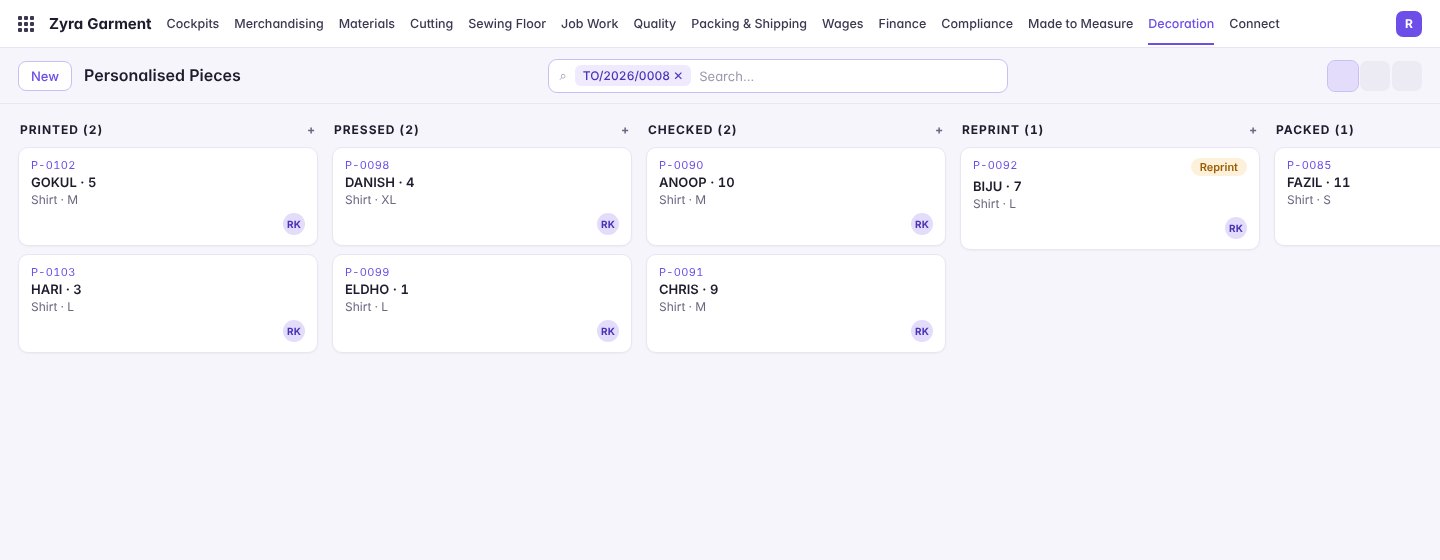 Zyra Garment Cockpits Merchandising Materials Cutting Sewing Floor Job Work Quality Packing & Shipping Wages Finance Compliance Made to Measure Decoration Connect R
New Personalised Pieces TO/2026/0008 ✕ Search...
PRINTED (2) +
P-0102
GOKUL · 5
Shirt · M
RK
P-0103
HARI · 3
Shirt · L
RK
PRESSED (2) +
P-0098
DANISH · 4
Shirt · XL
RK
P-0099
ELDHO · 1
Shirt · L
RK
CHECKED (2) +
P-0090
ANOOP · 10
Shirt · M
RK
P-0091
CHRIS · 9
Shirt · M
RK
REPRINT (1) +
P-0092 Reprint
BIJU · 7
Shirt · L
RK
PACKED (1)
P-0085
FAZIL · 11
Shirt · S